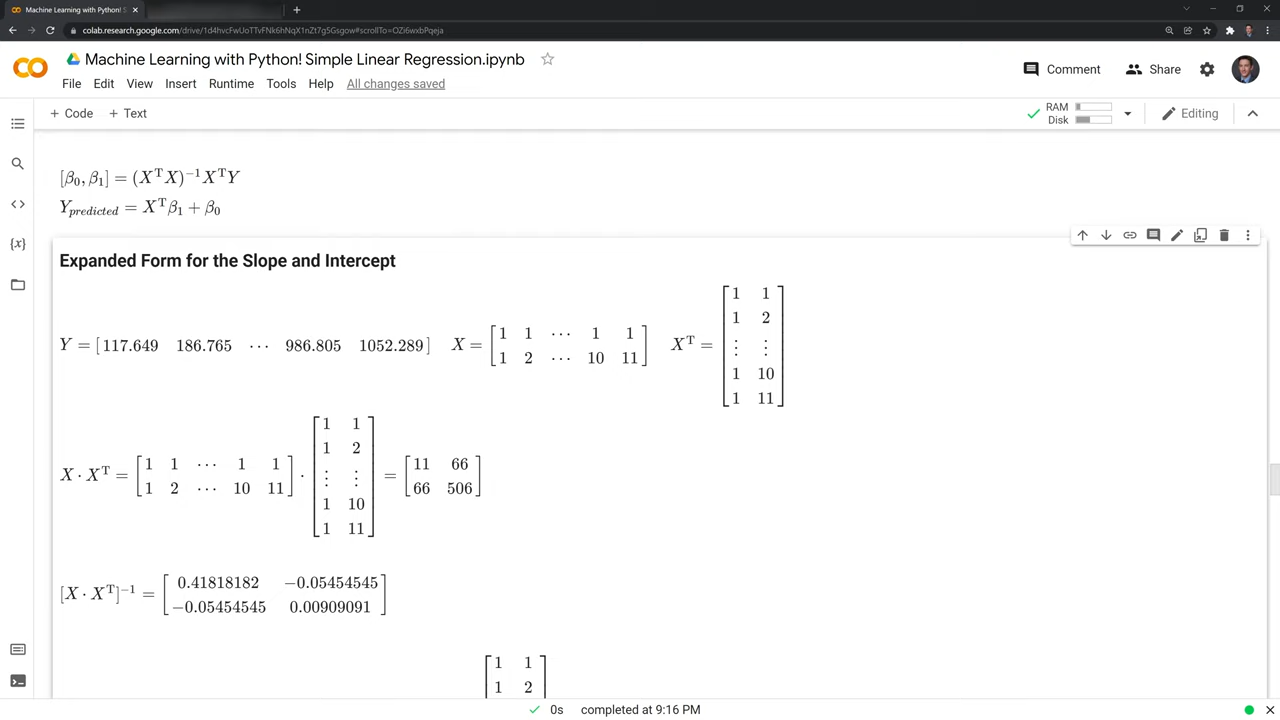 Machine Learning with Python! S
colab.research.google.com/drive/1d4hvcFwUoTTvFNk6hNqX1nZt7g5Gsgow#scrollTo=OZi6wxbPqeja
Machine Learning with Python! Simple Linear Regression.ipynb
Comment
Share
File Edit View Insert Runtime Tools Help All changes saved
+ Code + Text
RAM
Disk
Editing
[β₀, β₁] = (XᵀX)⁻¹XᵀY
Y_predicted = Xᵀβ₁ + β₀
Expanded Form for the Slope and Intercept
Y = [117.649 186.765 ⋯ 986.805 1052.289] X = [1 1 ⋯ 1 1; 1 2 ⋯ 10 11] Xᵀ = [1 1; 1 2; ⋮ ⋮; 1 10; 1 11]
X · Xᵀ = [1 1 ⋯ 1 1; 1 2 ⋯ 10 11] · [1 1; 1 2; ⋮ ⋮; 1 10; 1 11] = [11 66; 66 506]
[X · Xᵀ]⁻¹ = [0.41818182 −0.05454545; −0.05454545 0.00909091]
1 1
1 2
0s completed at 9:16 PM